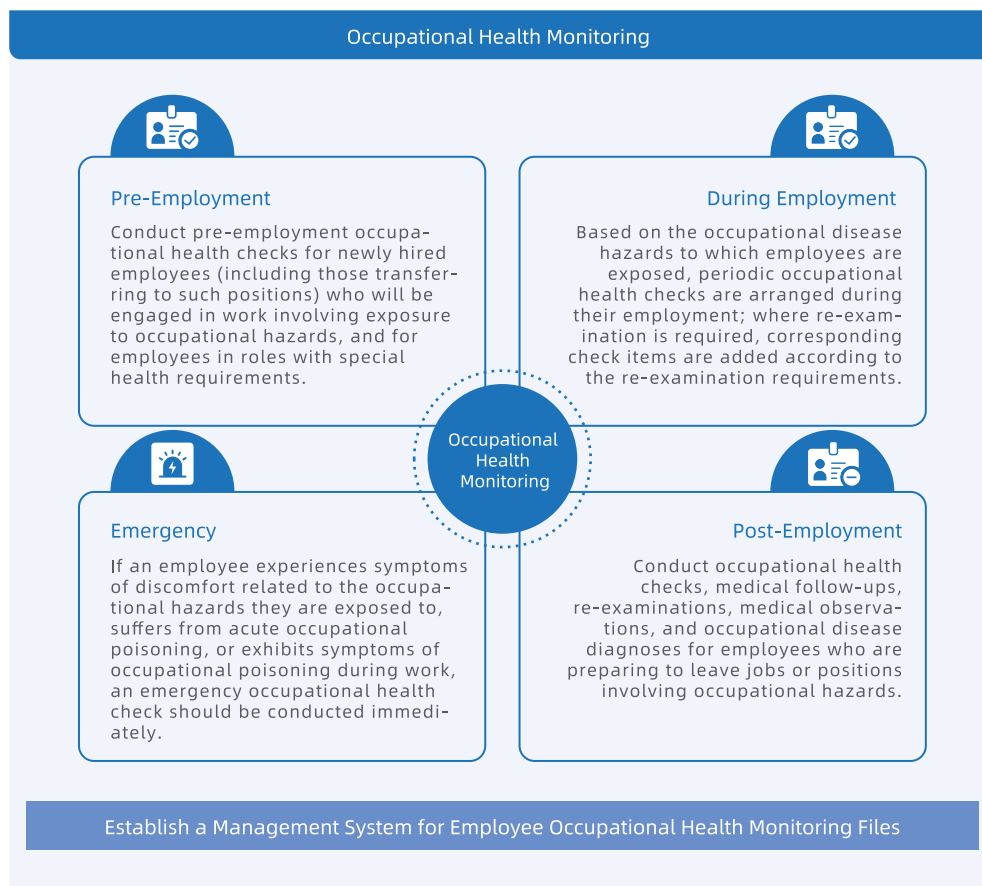 Occupational Health Monitoring
Pre-Employment
Conduct pre-employment occupa-
tional health checks for newly hired
employees (including those transfer-
ring to such positions) who will be
engaged in work involving exposure
to occupational hazards, and for
employees in roles with special
health requirements.
During Employment
Based on the occupational disease
hazards to which employees are
exposed, periodic occupational
health checks are arranged during
their employment; where re-exam-
ination is required, corresponding
check items are added according to
the re-examination requirements.
Occupational
Health
Monitoring
Emergency
If an employee experiences symptoms
of discomfort related to the occupa-
tional hazards they are exposed to,
suffers from acute occupational
poisoning, or exhibits symptoms of
occupational poisoning during work,
an emergency occupational health
check should be conducted immedi-
ately.
Post-Employment
Conduct occupational health
checks, medical follow-ups,
re-examinations, medical observa-
tions, and occupational disease
diagnoses for employees who are
preparing to leave jobs or positions
involving occupational hazards.
Establish a Management System for Employee Occupational Health Monitoring Files